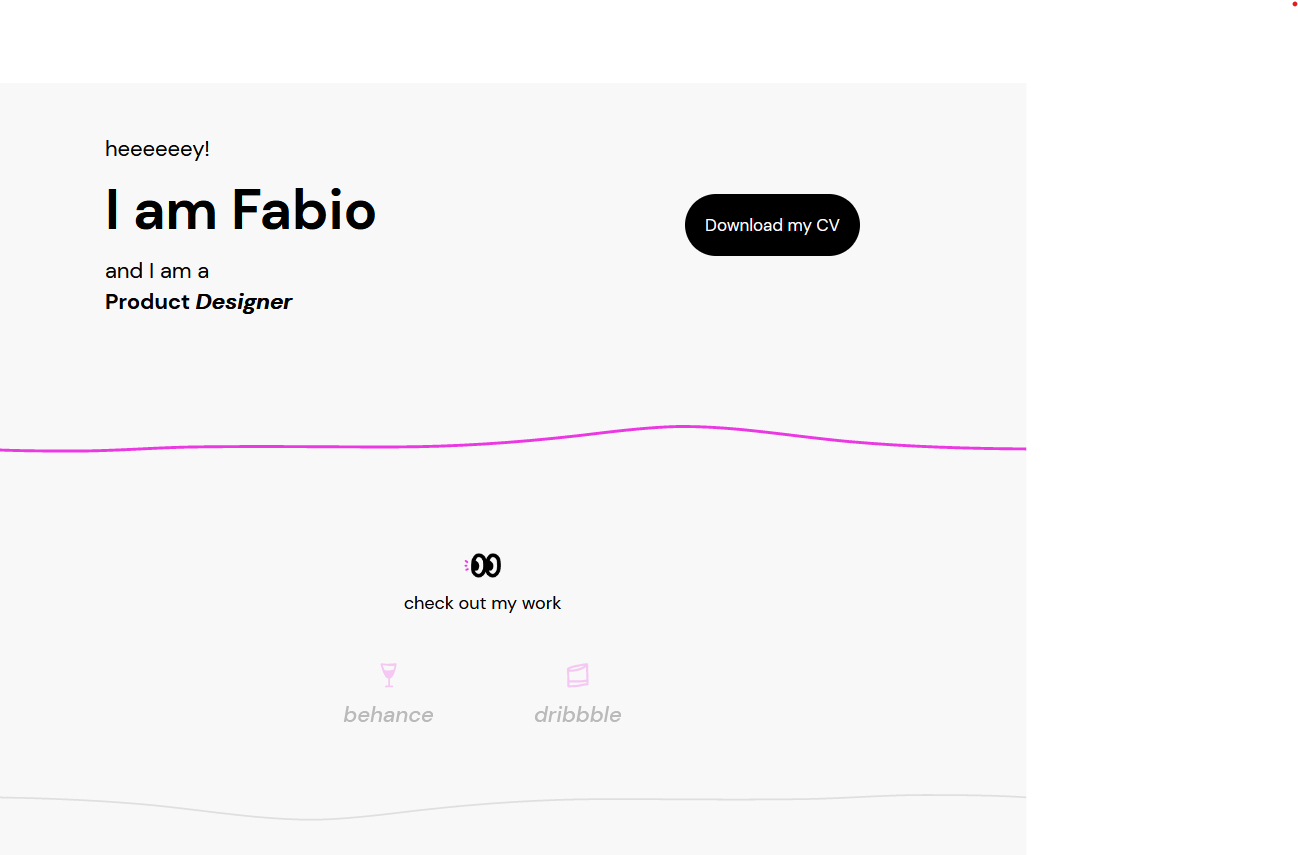 heeeeeey!
I am Fabio
Download my CV
and I am a
Product Designer
check out my work
behance
dribbble